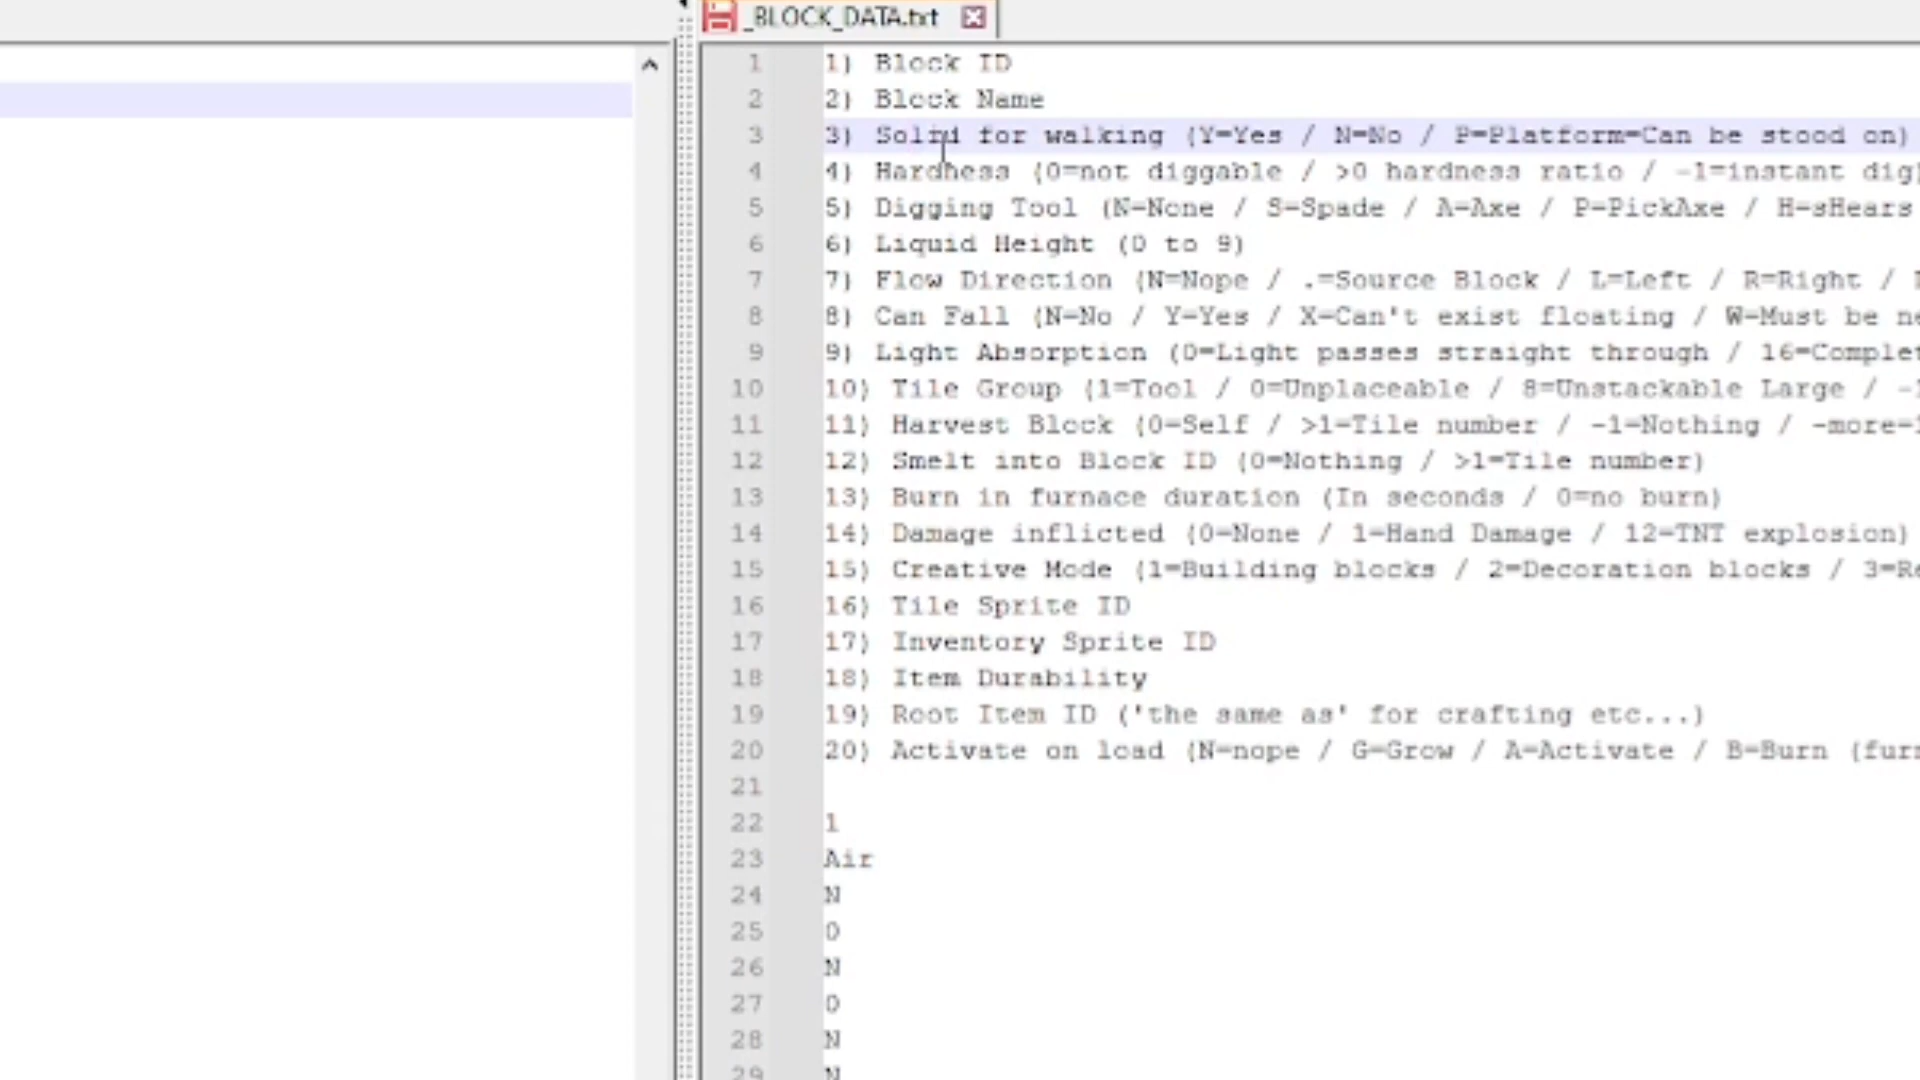 _BLOCK_DATA.txt
1 1) Block ID
2 2) Block Name
3 3) Solid for walking (Y=Yes / N=No / P=Platform=Can be stood on)
4 4) Hardness (0=not diggable / >0 hardness ratio / -1=instant dig)
5 5) Digging Tool (N=None / S=Spade / A=Axe / P=PickAxe / H=sHears
6 6) Liquid Height (0 to 9)
7 7) Flow Direction (N=Nope / .=Source Block / L=Left / R=Right /
8 8) Can Fall (N=No / Y=Yes / X=Can't exist floating / W=Must be
9 9) Light Absorption (0=Light passes straight through /
10 10) Tile Group (1=Tool / 0=Unplaceable / 8=Unstackable Large /
11 11) Harvest Block (0=Self / >1=Tile number / -1=Nothing /
12 12) Smelt into Block ID (0=Nothing / >1=Tile number)
13 13) Burn in furnace duration (In seconds / 0=no burn)
14 14) Damage inflicted (0=None / 1=Hand Damage / 12=TNT explosion)
15 15) Creative Mode (1=Building blocks / 2=Decoration blocks /
16 16) Tile Sprite ID
17 17) Inventory Sprite ID
18 18) Item Durability
19 19) Root Item ID ('the same as' for crafting etc...)
20 20) Activate on load (N=nope / G=Grow / A=Activate / B=Burn
21
22 1
23 Air
24 N
25 0
26 N
27 0
28 N
29 N